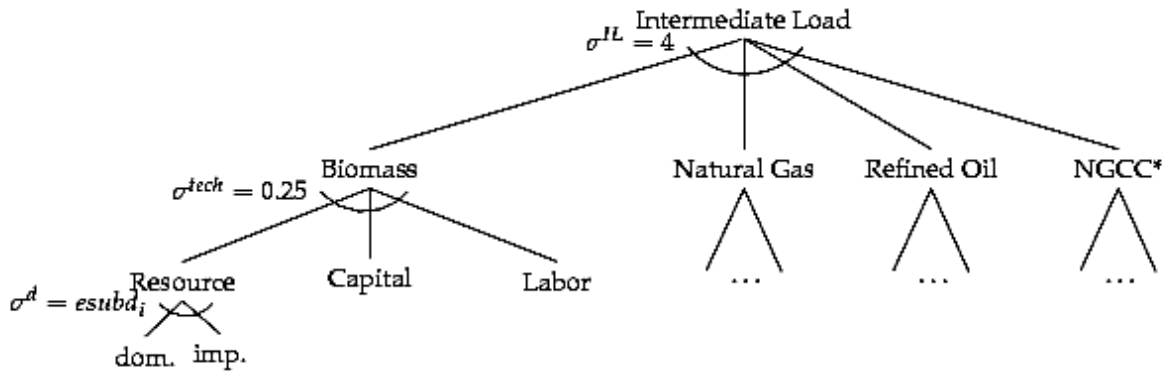 Intermediate Load
σ^{IL} = 4
Biomass Natural Gas Refined Oil NGCC*
σ^{tech} = 0.25
Resource Capital Labor ... ... ...
σ^d = esubd_i
dom. imp.